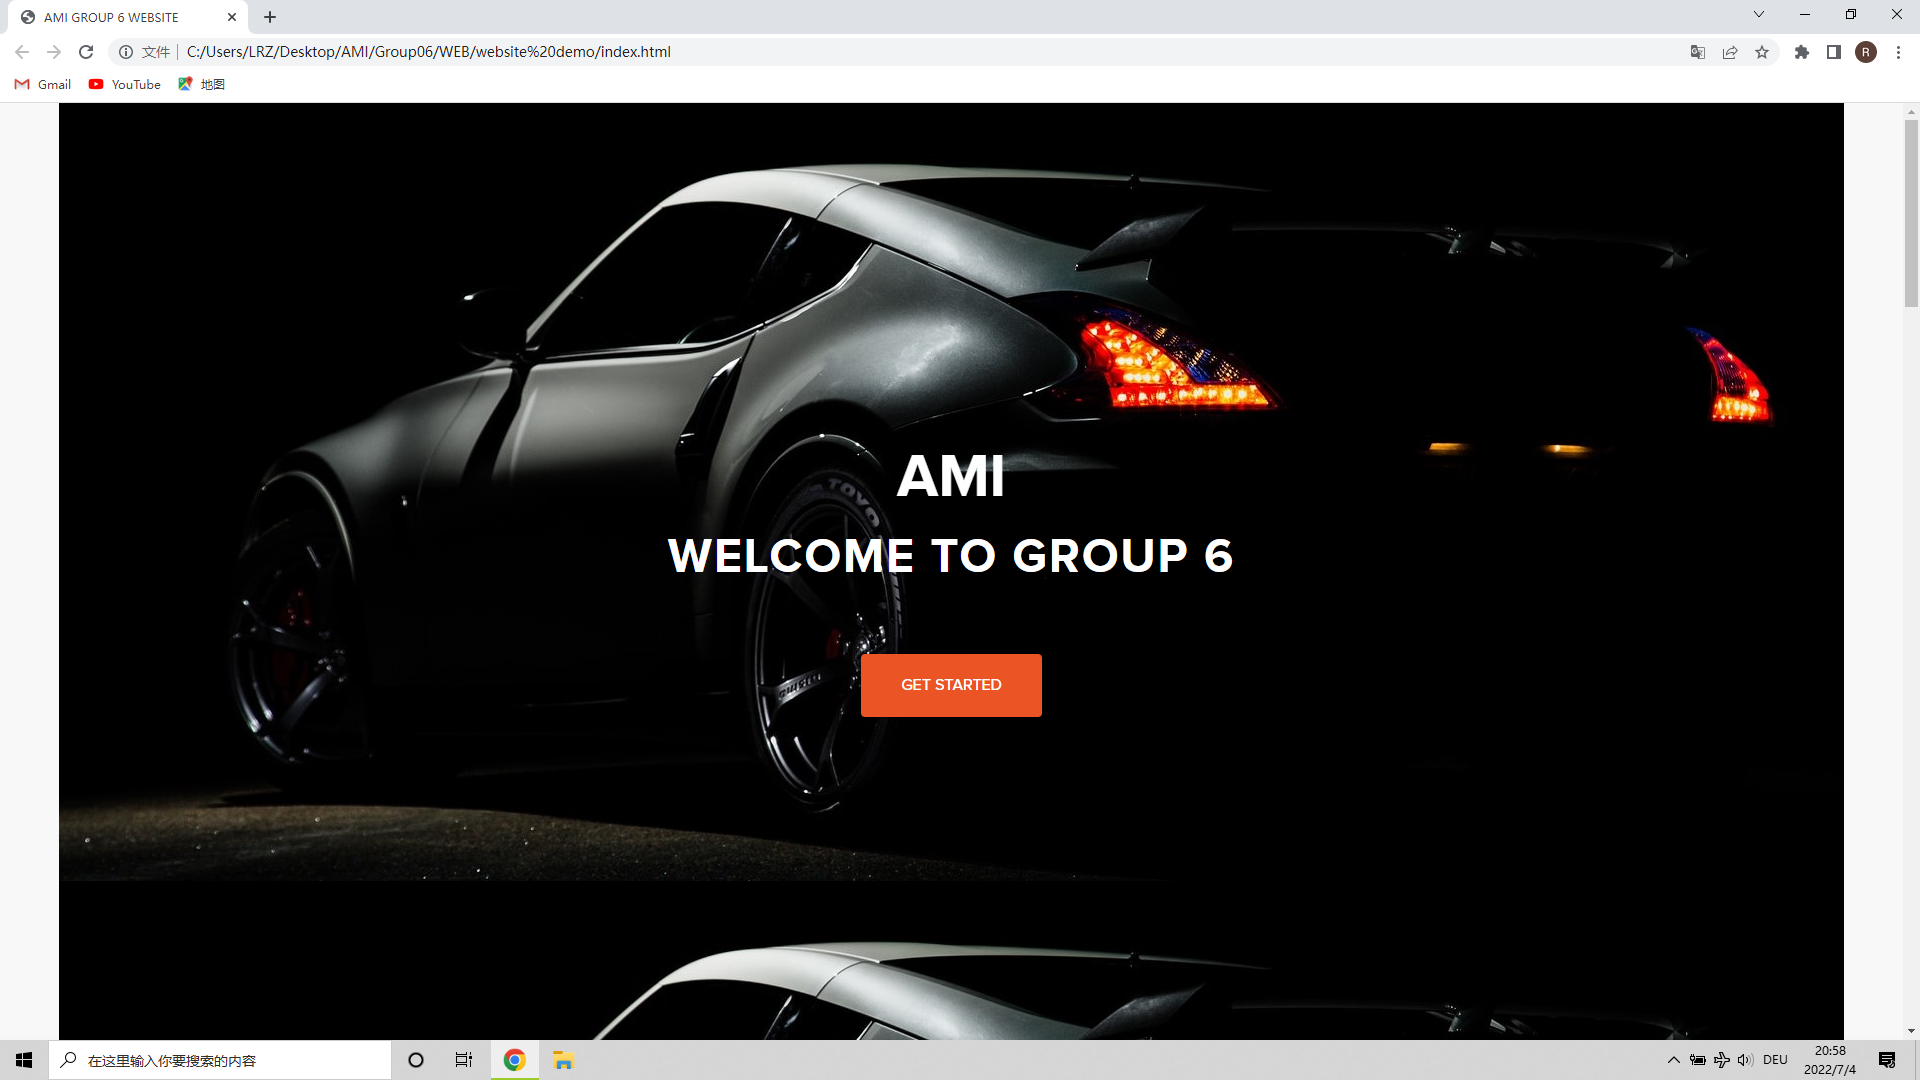 AMI GROUP 6 WEBSITE
文件 C:/Users/LRZ/Desktop/AMI/Group06/WEB/website%20demo/index.html
R
Gmail YouTube 地图
TOYO
AMI
WELCOME TO GROUP 6
GET STARTED
在这里输入你要搜索的内容
DEU
20:58
2022/7/4